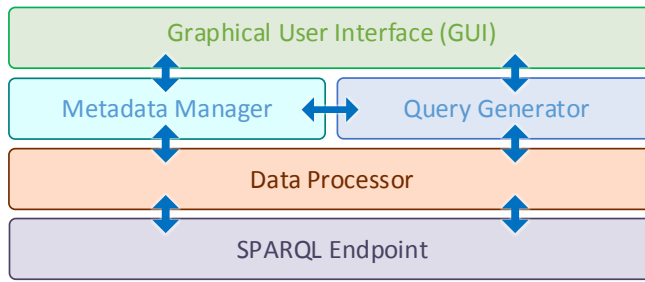 Graphical User Interface (GUI)
Metadata Manager
Query Generator
Data Processor
SPARQL Endpoint